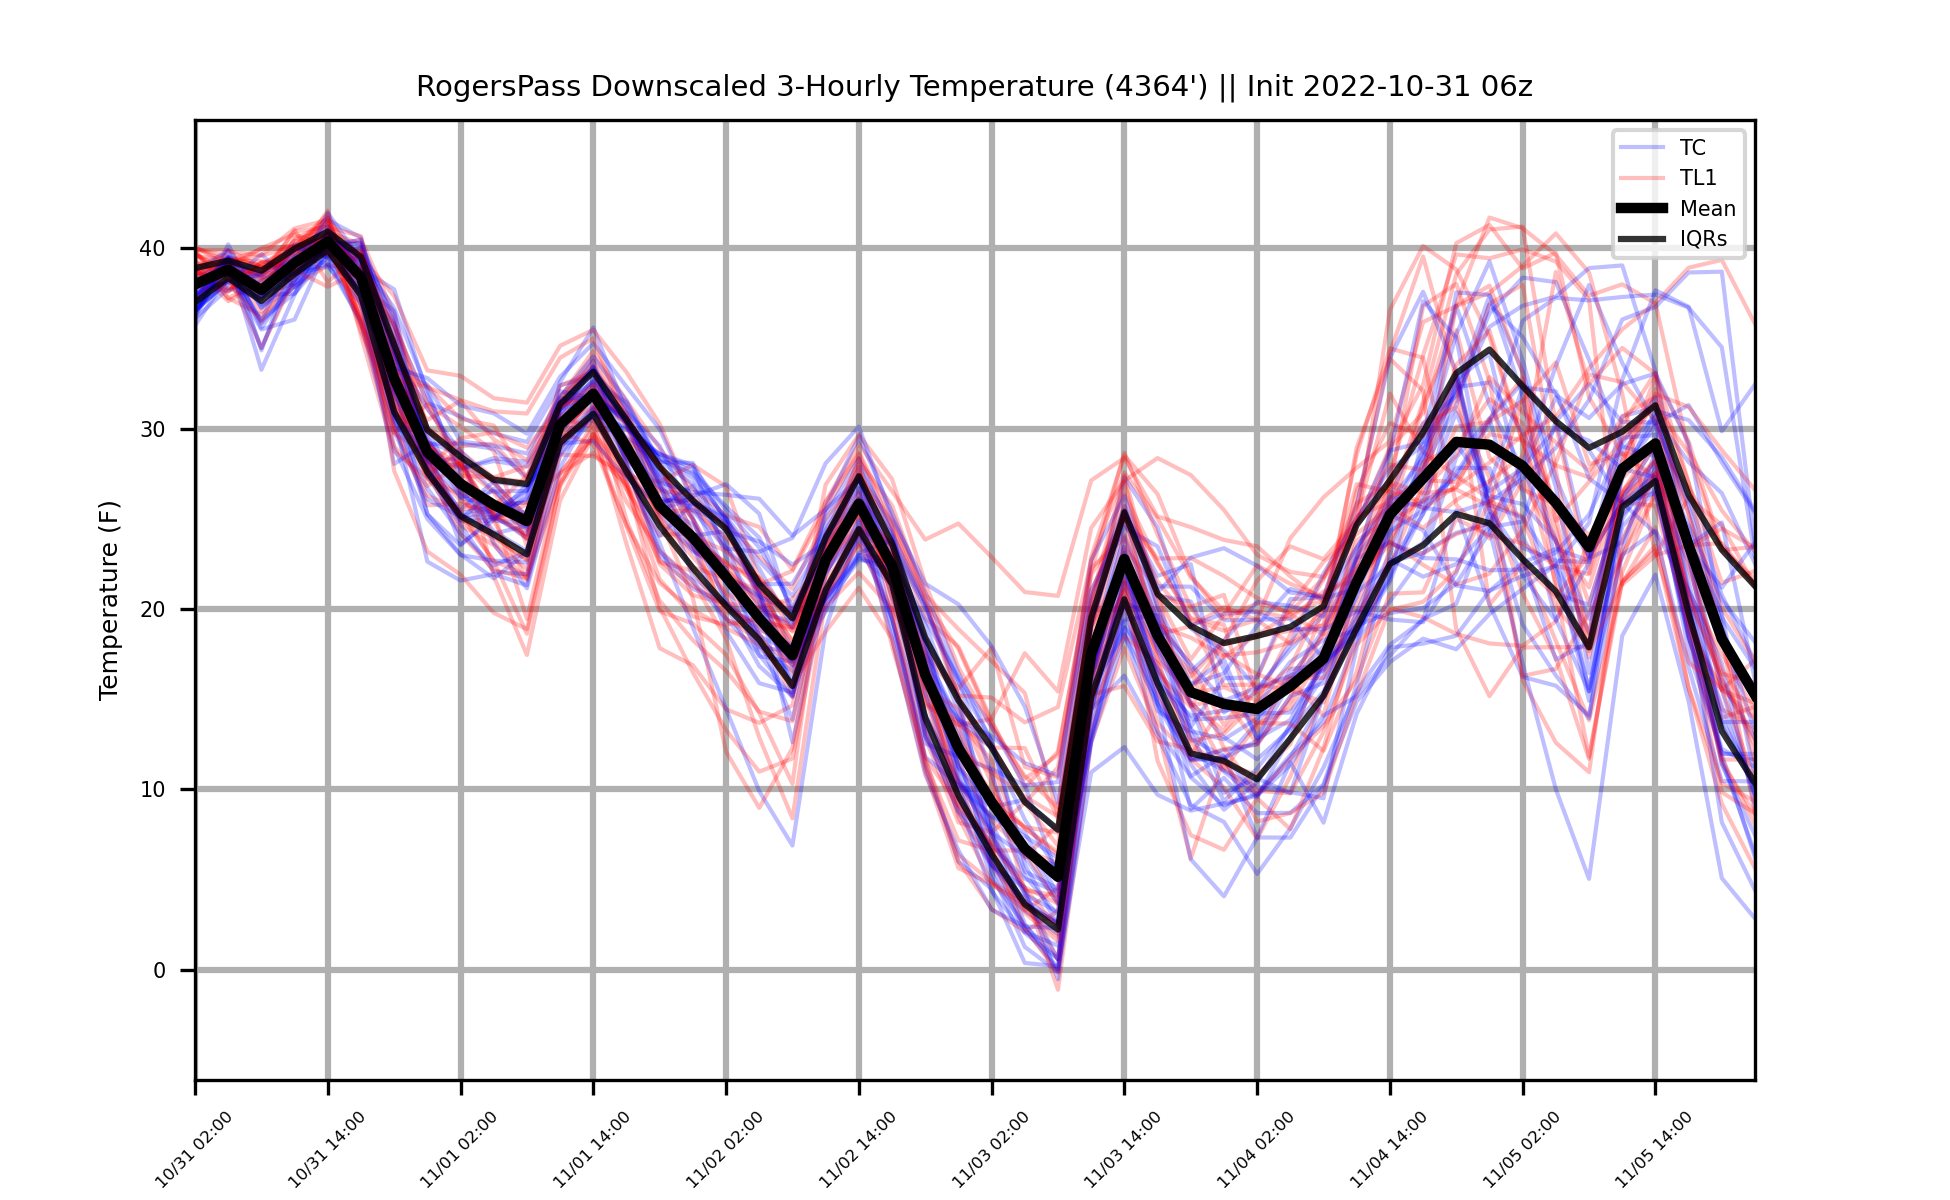 RogersPass Downscaled 3-Hourly Temperature (4364') || Init 2022-10-31 06z
TC
TL1
Mean
IQRs
Temperature (F)
40
30
20
10
0
10/31 02:00
10/31 14:00
11/01 02:00
11/01 14:00
11/02 02:00
11/02 14:00
11/03 02:00
11/03 14:00
11/04 02:00
11/04 14:00
11/05 02:00
11/05 14:00